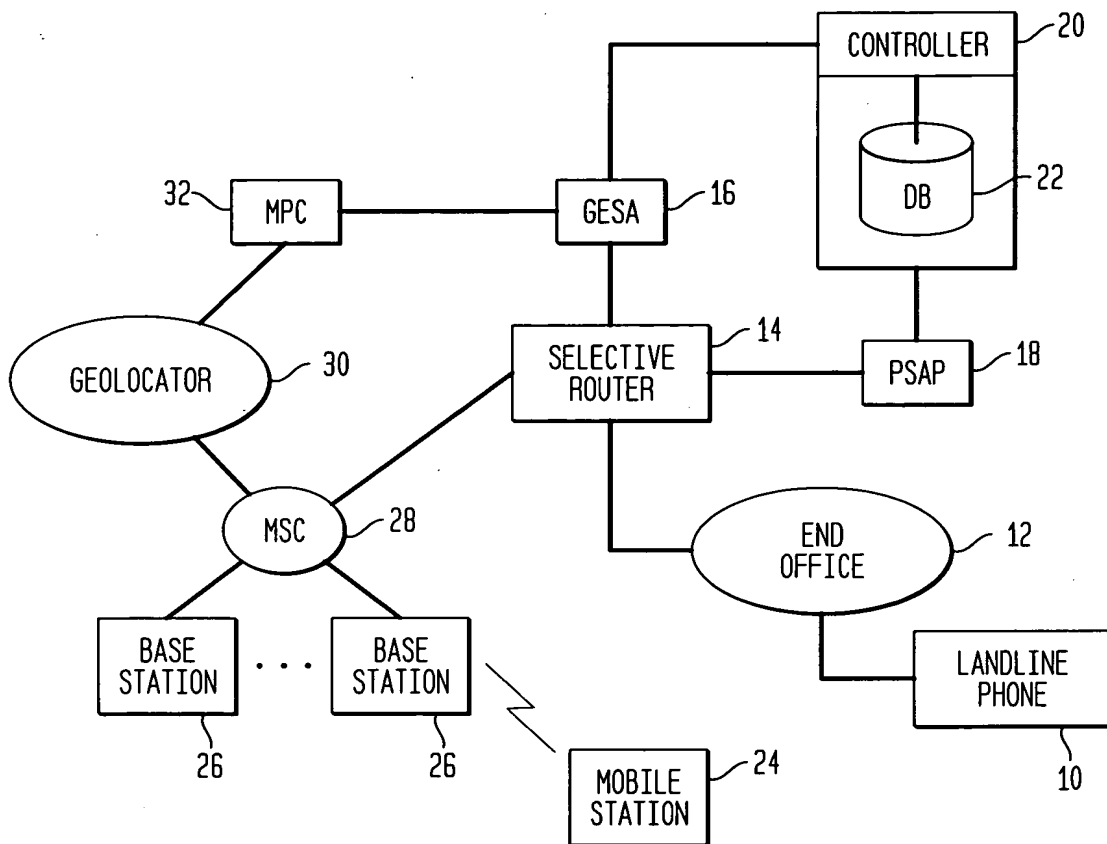 CONTROLLER
20
DB
22
32
MPC
GESA
16
GEOLOCATOR
30
SELECTIVE
ROUTER
14
PSAP
18
MSC
28
END
OFFICE
12
BASE
STATION
...
BASE
STATION
26
26
LANDLINE
PHONE
10
MOBILE
STATION
24